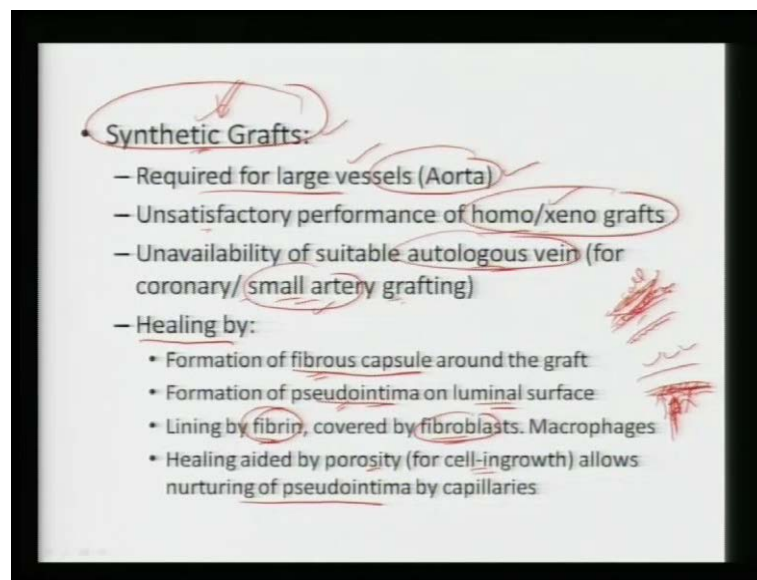 • Synthetic Grafts:
– Required for large vessels (Aorta)
– Unsatisfactory performance of homo/xeno grafts
– Unavailability of suitable autologous vein (for
coronary/ small artery grafting)
– Healing by:
• Formation of fibrous capsule around the graft
• Formation of pseudointima on luminal surface
• Lining by fibrin, covered by fibroblasts. Macrophages
• Healing aided by porosity (for cell-ingrowth) allows
nurturing of pseudointima by capillaries